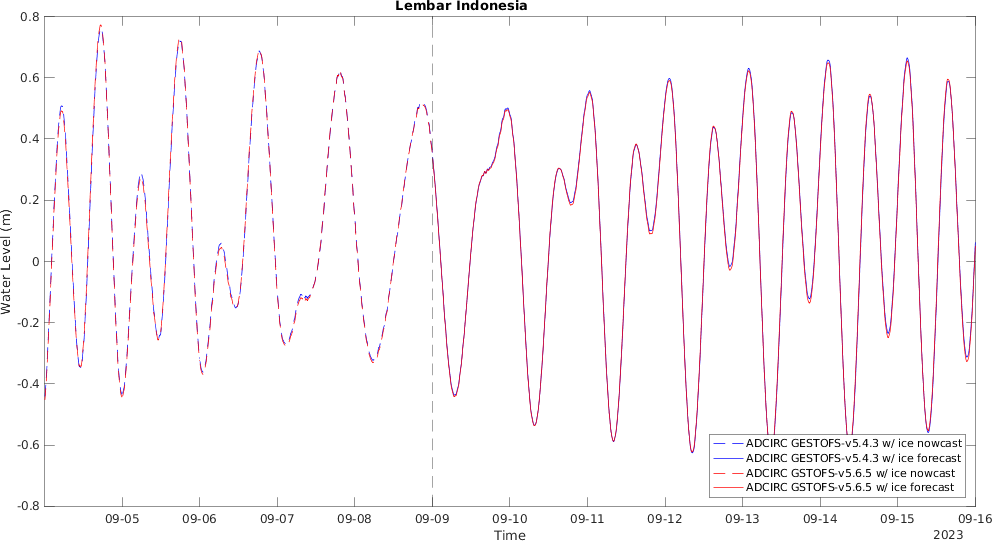 Lembar Indonesia
0.8
0.6
0.4
0.2
0
-0.2
-0.4
-0.6
-0.8
Water Level (m)
ADCIRC GESTOFS-v5.4.3 w/ ice nowcast
ADCIRC GESTOFS-v5.4.3 w/ ice forecast
ADCIRC GSTOFS-v5.6.5 w/ ice nowcast
ADCIRC GSTOFS-v5.6.5 w/ ice forecast
09-05 09-06 09-07 09-08 09-09 09-10 09-11 09-12 09-13 09-14 09-15 09-16
Time
2023